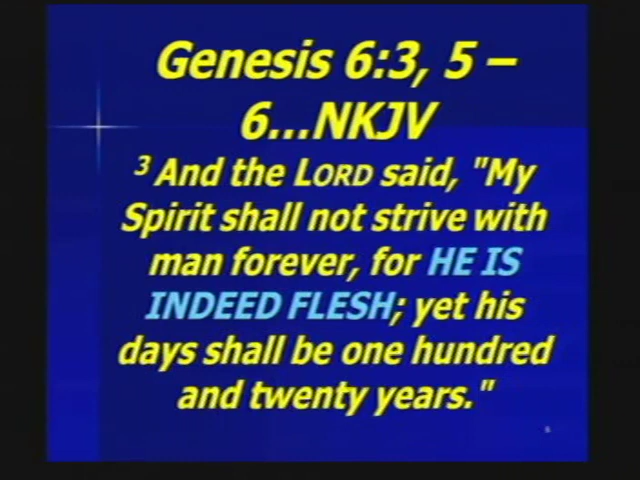 Genesis 6:3, 5 –
6...NKJV
3 And the LORD said, "My
Spirit shall not strive with
man forever, for HE IS
INDEED FLESH; yet his
days shall be one hundred
and twenty years."